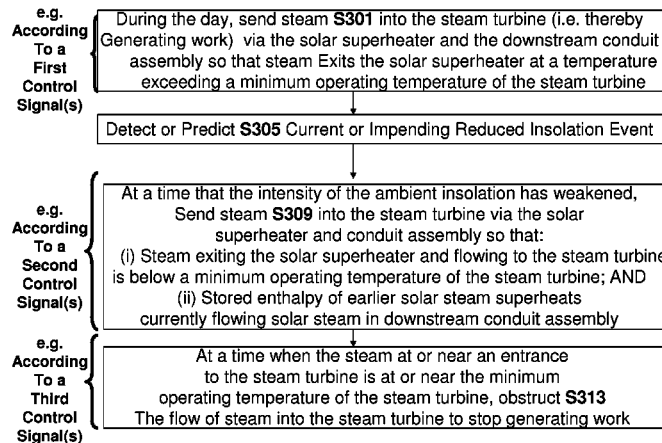 e.g.
According
To a
First
Control
Signal(s)
During the day, send steam S301 into the steam turbine (i.e. thereby
Generating work) via the solar superheater and the downstream conduit
assembly so that steam Exits the solar superheater at a temperature
exceeding a minimum operating temperature of the steam turbine
Detect or Predict S305 Current or Impending Reduced Insolation Event
e.g.
According
To a
Second
Control
Signal(s)
At a time that the intensity of the ambient insolation has weakened,
Send steam S309 into the steam turbine via the solar
superheater and conduit assembly so that:
(i) Steam exiting the solar superheater and flowing to the steam turbine
is below a minimum operating temperature of the steam turbine; AND
(ii) Stored enthalpy of earlier solar steam superheats
currently flowing solar steam in downstream conduit assembly
e.g.
According
To a
Third
Control
Signal(s)
At a time when the steam at or near an entrance
to the steam turbine is at or near the minimum
operating temperature of the steam turbine, obstruct S313
The flow of steam into the steam turbine to stop generating work